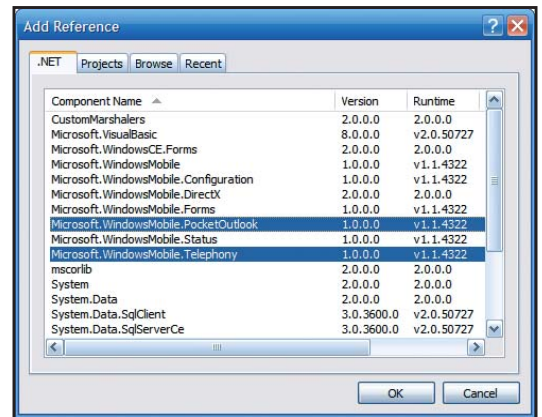 Add Reference
.NET Projects Browse Recent
Component Name Version Runtime
CustomMarshalers 2.0.0.0 2.0.0.0
Microsoft.VisualBasic 8.0.0.0 v2.0.50727
Microsoft.WindowsCE.Forms 2.0.0.0 2.0.0.0
Microsoft.WindowsMobile 1.0.0.0 v1.1.4322
Microsoft.WindowsMobile.Configuration 1.0.0.0 v1.1.4322
Microsoft.WindowsMobile.DirectX 2.0.0.0 2.0.0.0
Microsoft.WindowsMobile.Forms 1.0.0.0 v1.1.4322
Microsoft.WindowsMobile.PocketOutlook 1.0.0.0 v1.1.4322
Microsoft.WindowsMobile.Status 1.0.0.0 v1.1.4322
Microsoft.WindowsMobile.Telephony 1.0.0.0 v1.1.4322
mscorlib 2.0.0.0 2.0.0.0
System 2.0.0.0 2.0.0.0
System.Data 2.0.0.0 2.0.0.0
System.Data.SqlClient 3.0.3600.0 v2.0.50727
System.Data.SqlServerCe 3.0.3600.0 v2.0.50727
OK Cancel